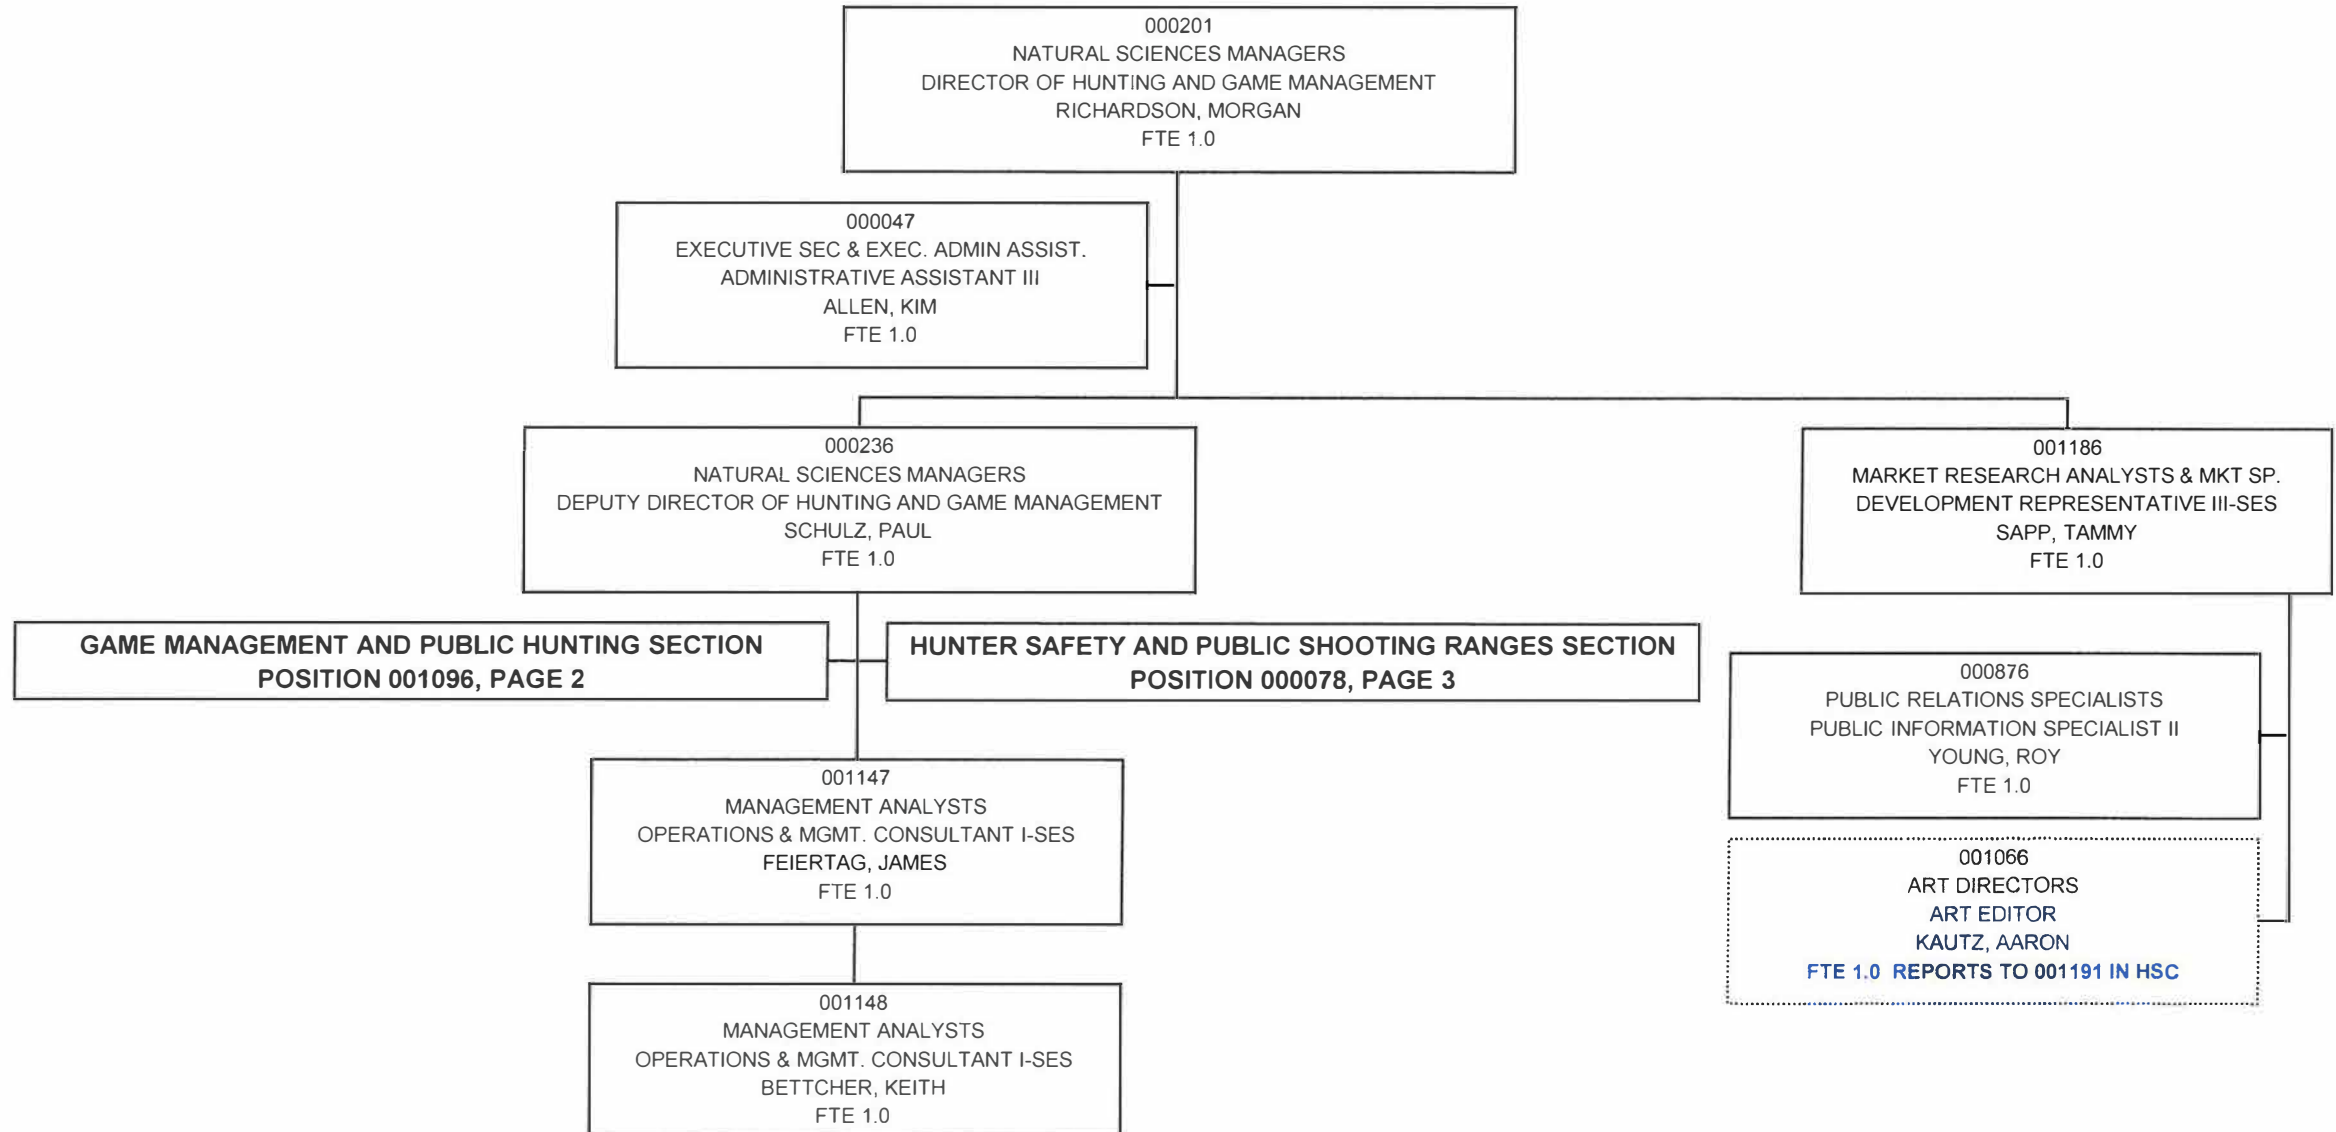 000201
NATURAL SCIENCES MANAGERS
DIRECTOR OF HUNTING AND GAME MANAGEMENT
RICHARDSON, MORGAN
FTE 1.0
000047
EXECUTIVE SEC & EXEC. ADMIN ASSIST.
ADMINISTRATIVE ASSISTANT III
ALLEN, KIM
FTE 1.0
000236
NATURAL SCIENCES MANAGERS
DEPUTY DIRECTOR OF HUNTING AND GAME MANAGEMENT
SCHULZ, PAUL
FTE 1.0
001186
MARKET RESEARCH ANALYSTS & MKT SP.
DEVELOPMENT REPRESENTATIVE III-SES
SAPP, TAMMY
FTE 1.0
GAME MANAGEMENT AND PUBLIC HUNTING SECTION
POSITION 001096, PAGE 2
HUNTER SAFETY AND PUBLIC SHOOTING RANGES SECTION
POSITION 000078, PAGE 3
000876
PUBLIC RELATIONS SPECIALISTS
PUBLIC INFORMATION SPECIALIST II
YOUNG, ROY
FTE 1.0
001147
MANAGEMENT ANALYSTS
OPERATIONS & MGMT. CONSULTANT I-SES
FEIERTAG, JAMES
FTE 1.0
001066
ART DIRECTORS
ART EDITOR
KAUTZ, AARON
FTE 1.0 REPORTS TO 001191 IN HSC
001148
MANAGEMENT ANALYSTS
OPERATIONS & MGMT. CONSULTANT I-SES
BETTCHER, KEITH
FTE 1.0